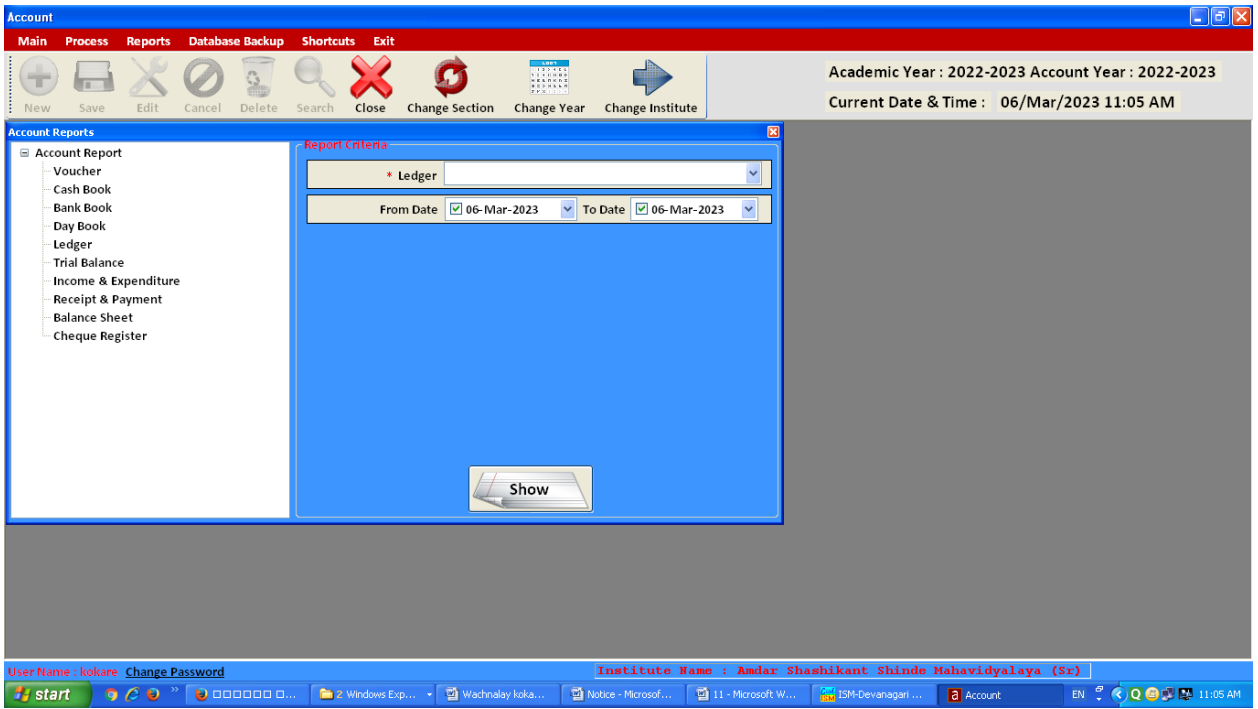 Account
Main Process Reports Database Backup Shortcuts Exit
New Save Edit Cancel Delete Search Close Change Section Change Year Change Institute
Academic Year : 2022-2023 Account Year : 2022-2023
Current Date & Time : 06/Mar/2023 11:05 AM
Account Reports
Account Report
Voucher
Cash Book
Bank Book
Day Book
Ledger
Trial Balance
Income & Expenditure
Receipt & Payment
Balance Sheet
Cheque Register
Report Criteria
* Ledger
From Date 06-Mar-2023 To Date 06-Mar-2023
Show
User Name : kokare Change Password
Institute Name : Amdar Shashikant Shinde Mahavidyalaya (Sr)
start 2 Windows Exp... Wachnalay koka... Notice - Microsof... 11 - Microsoft W... ISM-Devanagari ... Account EN 11:05 AM